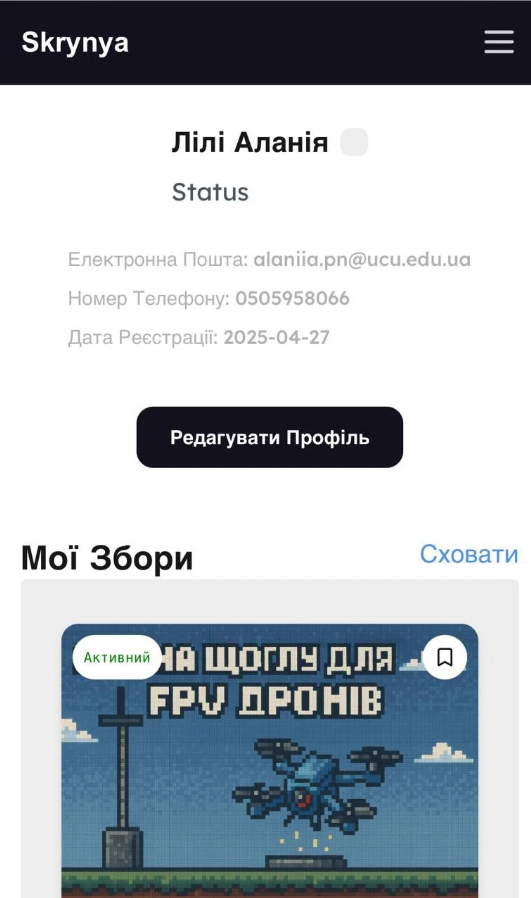 Skrynya
Лілі Аланія
Status
Електронна Пошта: alaniia.pn@ucu.edu.ua
Номер Телефону: 0505958066
Дата Реєстрації: 2025-04-27
Редагувати Профіль
Мої Збори
Сховати
Активний
НА ЩОГЛУ ДЛЯ
FPV ДРОНІВ